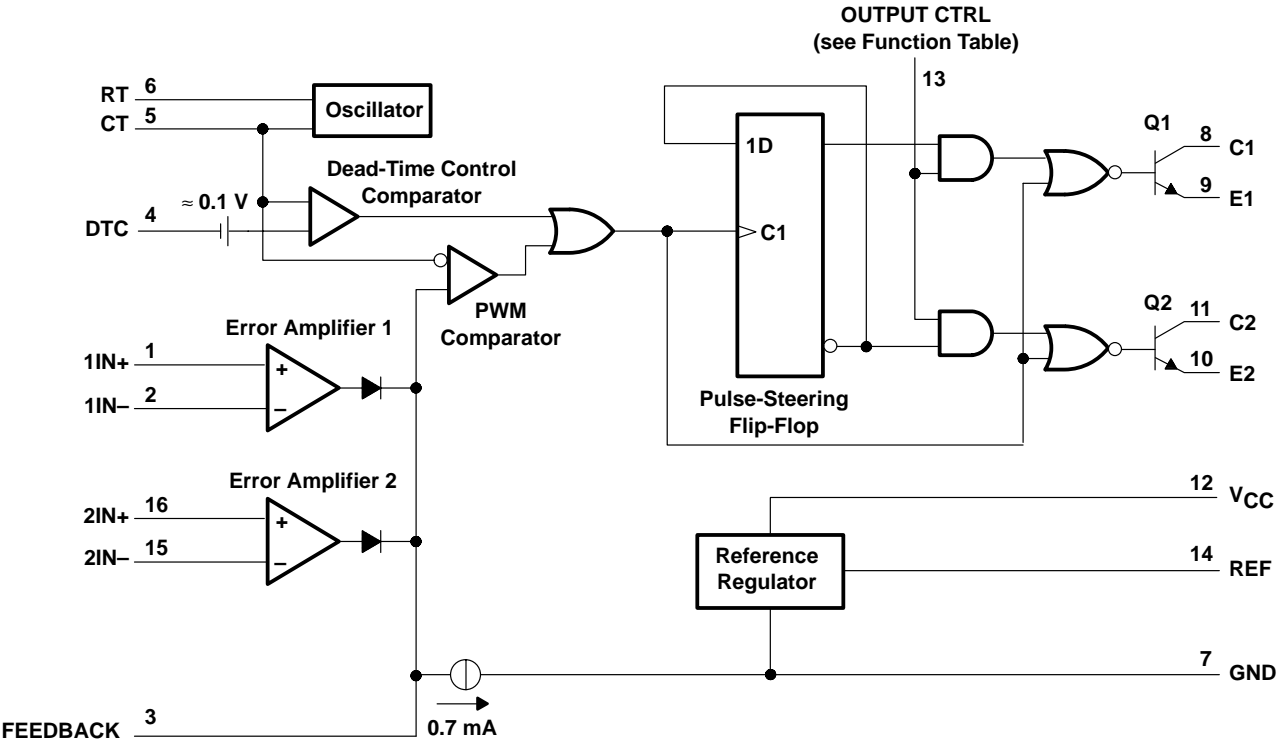 OUTPUT CTRL
(see Function Table)
13
RT 6
CT 5
Oscillator
Dead-Time Control
Comparator
≈ 0.1 V
DTC 4
1D
C1
Q1
8 C1
9 E1
PWM
Comparator
Error Amplifier 1
1IN+ 1
+
1IN– 2
–
Q2
11 C2
10 E2
Pulse-Steering
Flip-Flop
Error Amplifier 2
2IN+ 16
+
2IN– 15
–
12 VCC
Reference
Regulator
14 REF
7 GND
0.7 mA
FEEDBACK 3